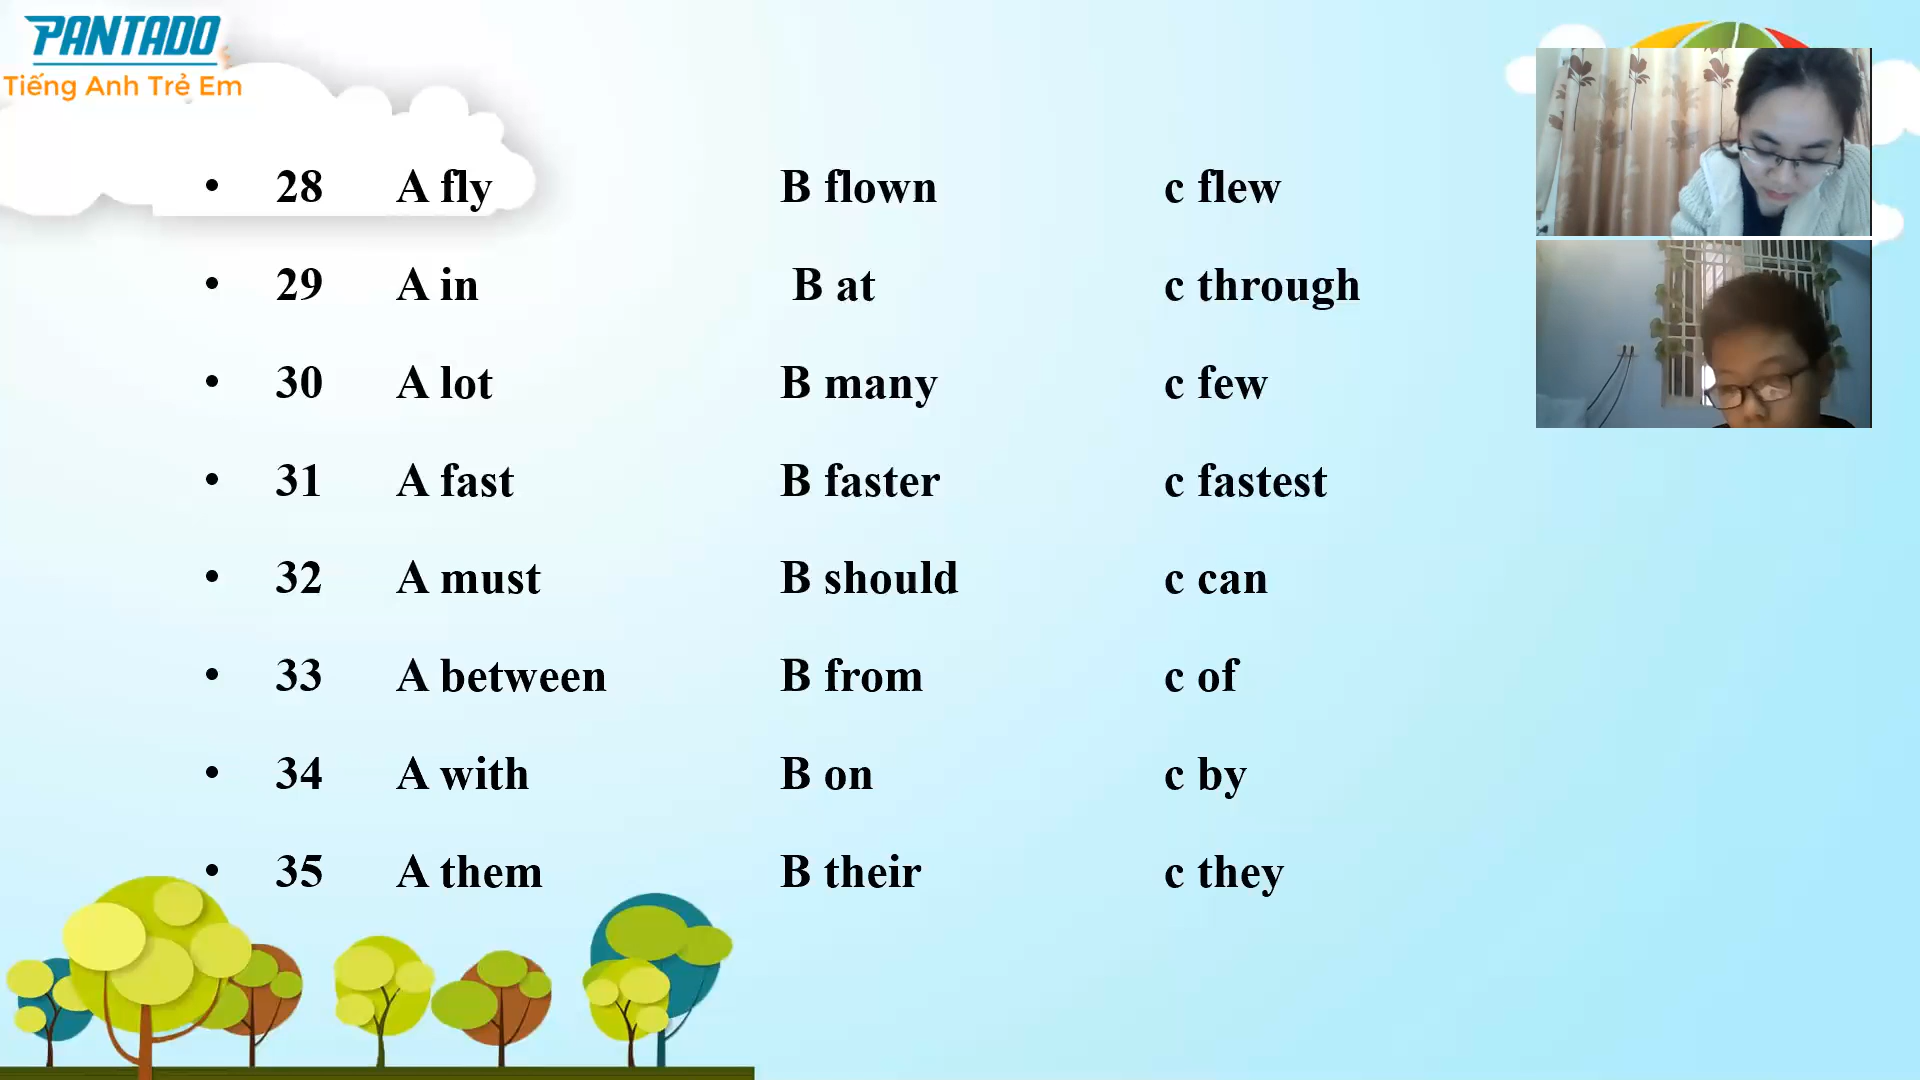 PANTADO
Tiếng Anh Trẻ Em
• 28 A fly B flown c flew
• 29 A in B at c through
• 30 A lot B many c few
• 31 A fast B faster c fastest
• 32 A must B should c can
• 33 A between B from c of
• 34 A with B on c by
• 35 A them B their c they